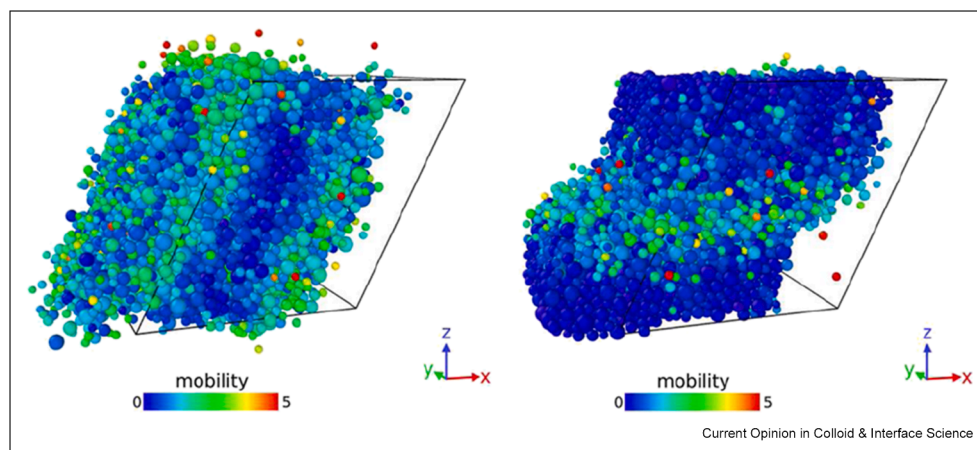 z
y
x
mobility
0
5
z
y
x
mobility
0
5
Current Opinion in Colloid & Interface Science